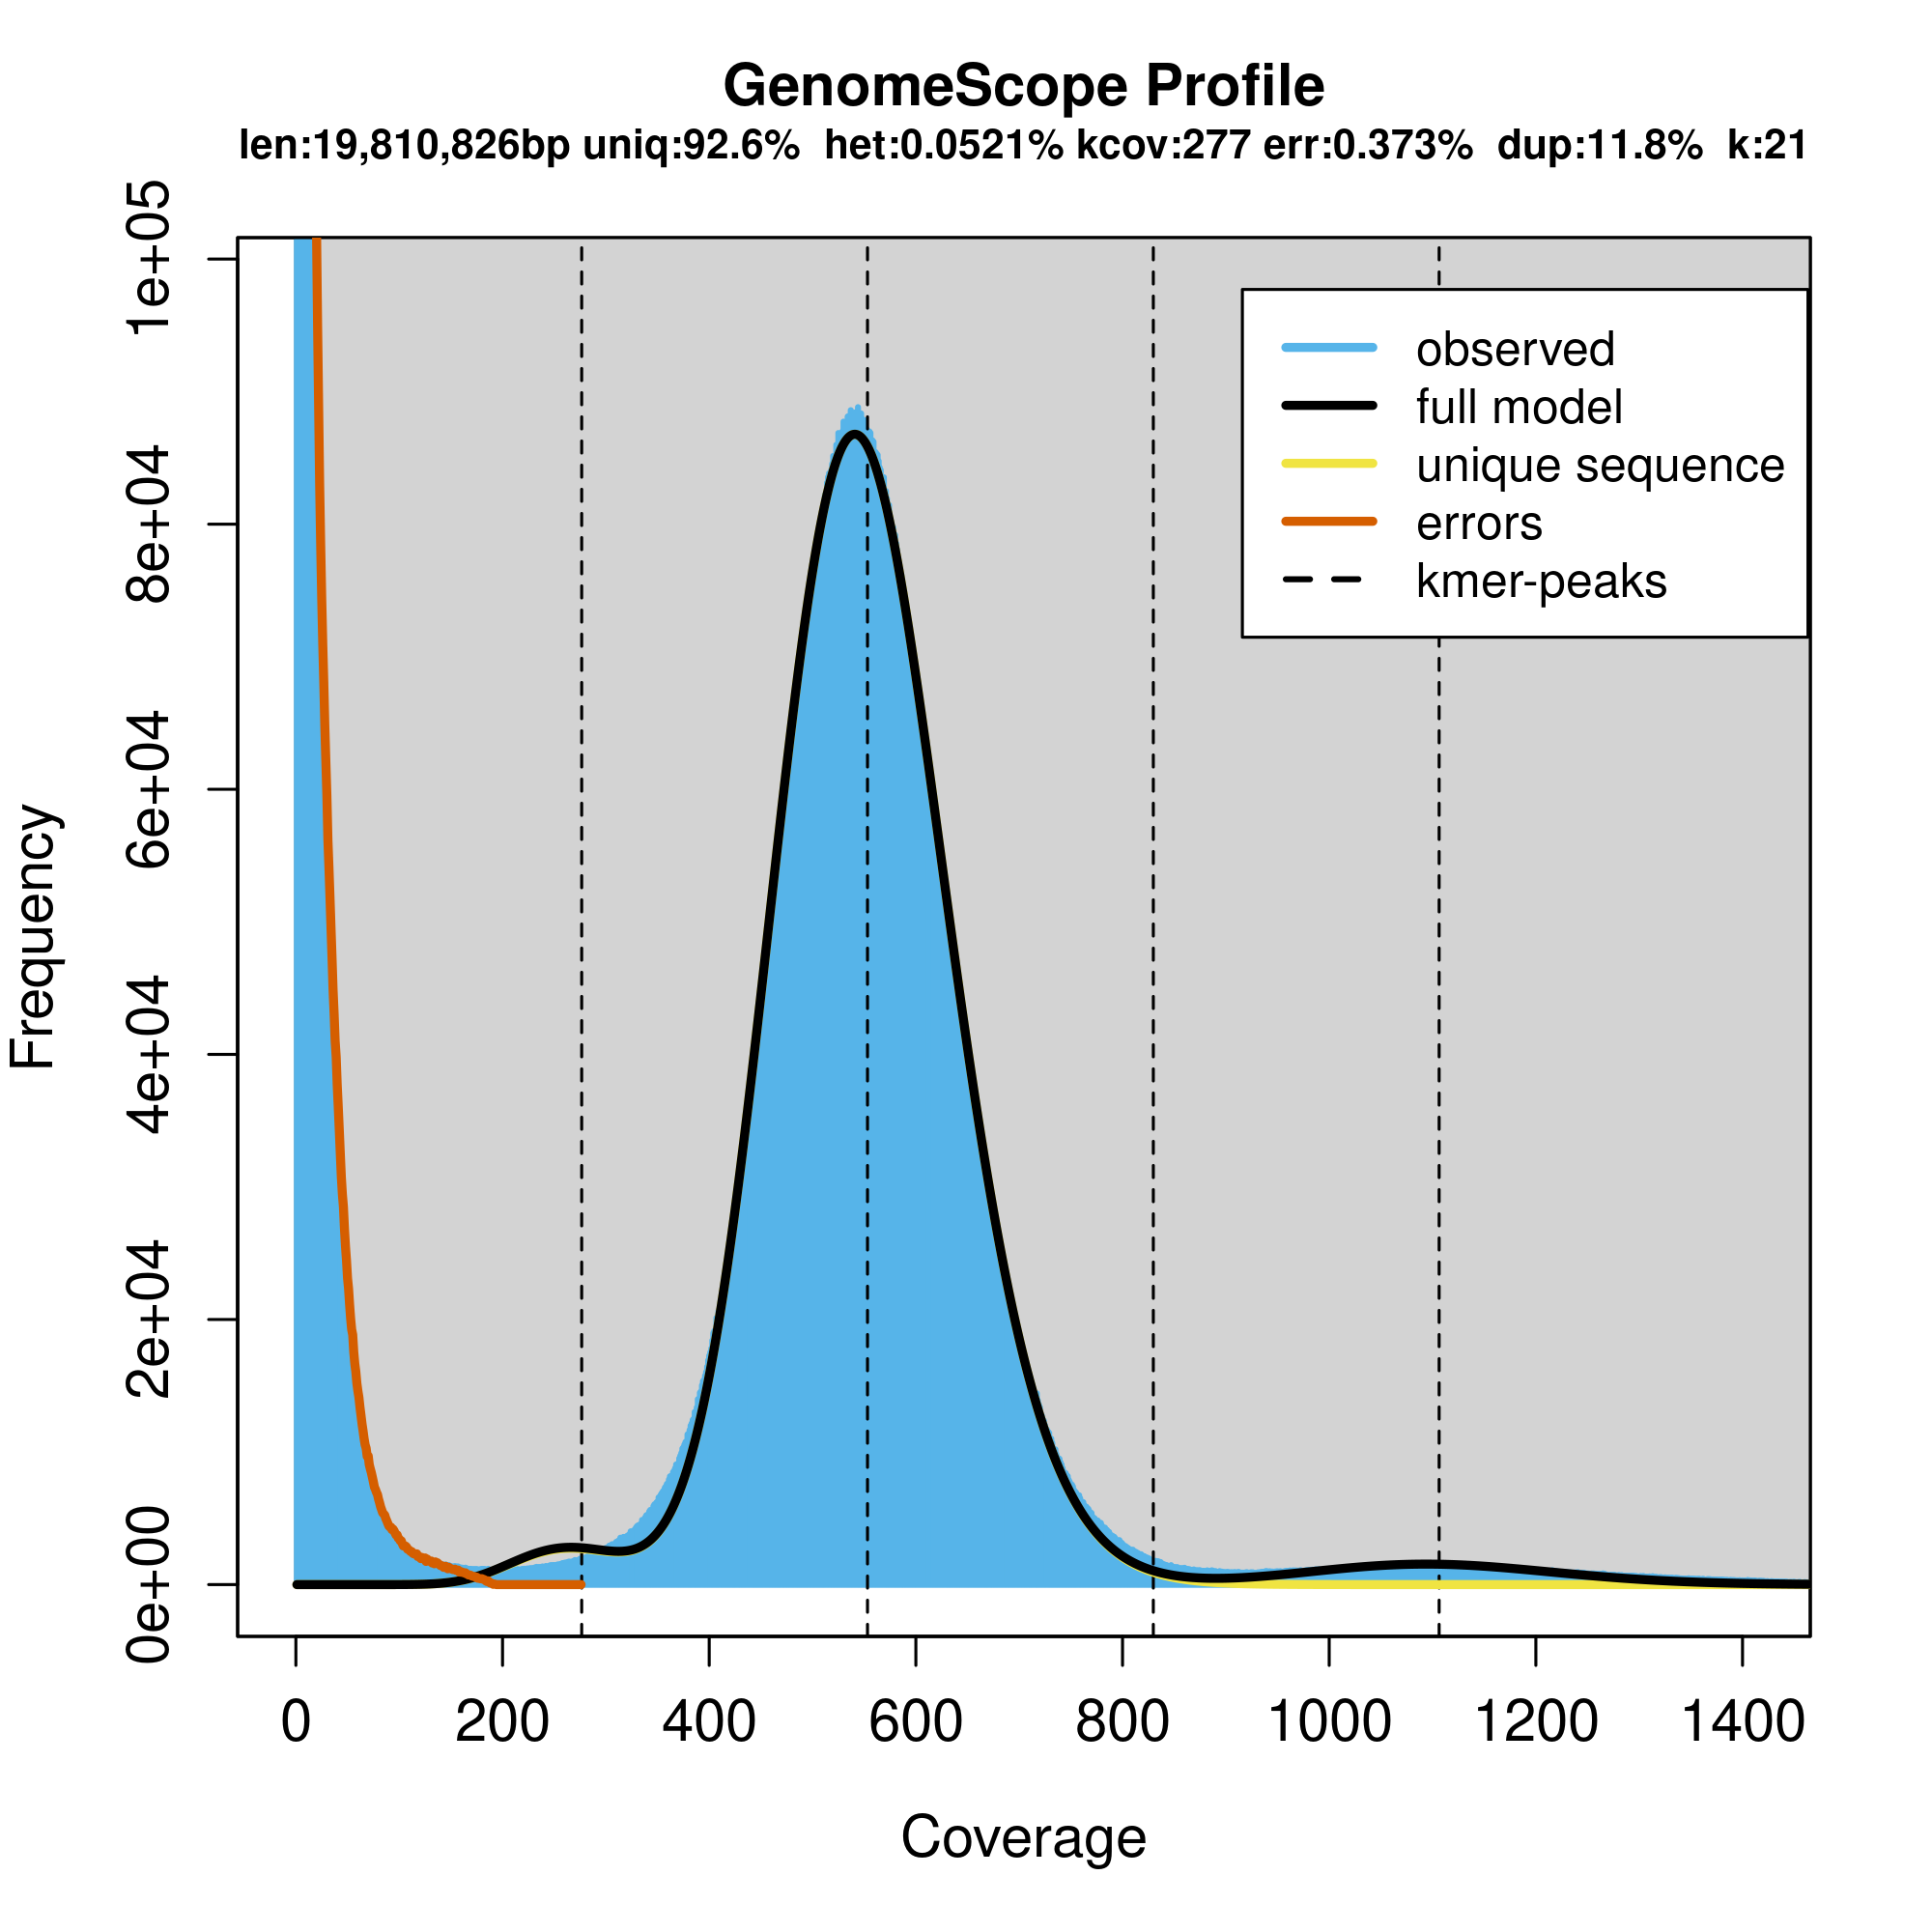 GenomeScope Profile
len:19,810,826bp uniq:92.6% het:0.0521% kcov:277 err:0.373% dup:11.8% k:21
1e+05
8e+04
6e+04
4e+04
2e+04
0e+00
Frequency
observed
full model
unique sequence
errors
kmer-peaks
0 200 400 600 800 1000 1200 1400
Coverage